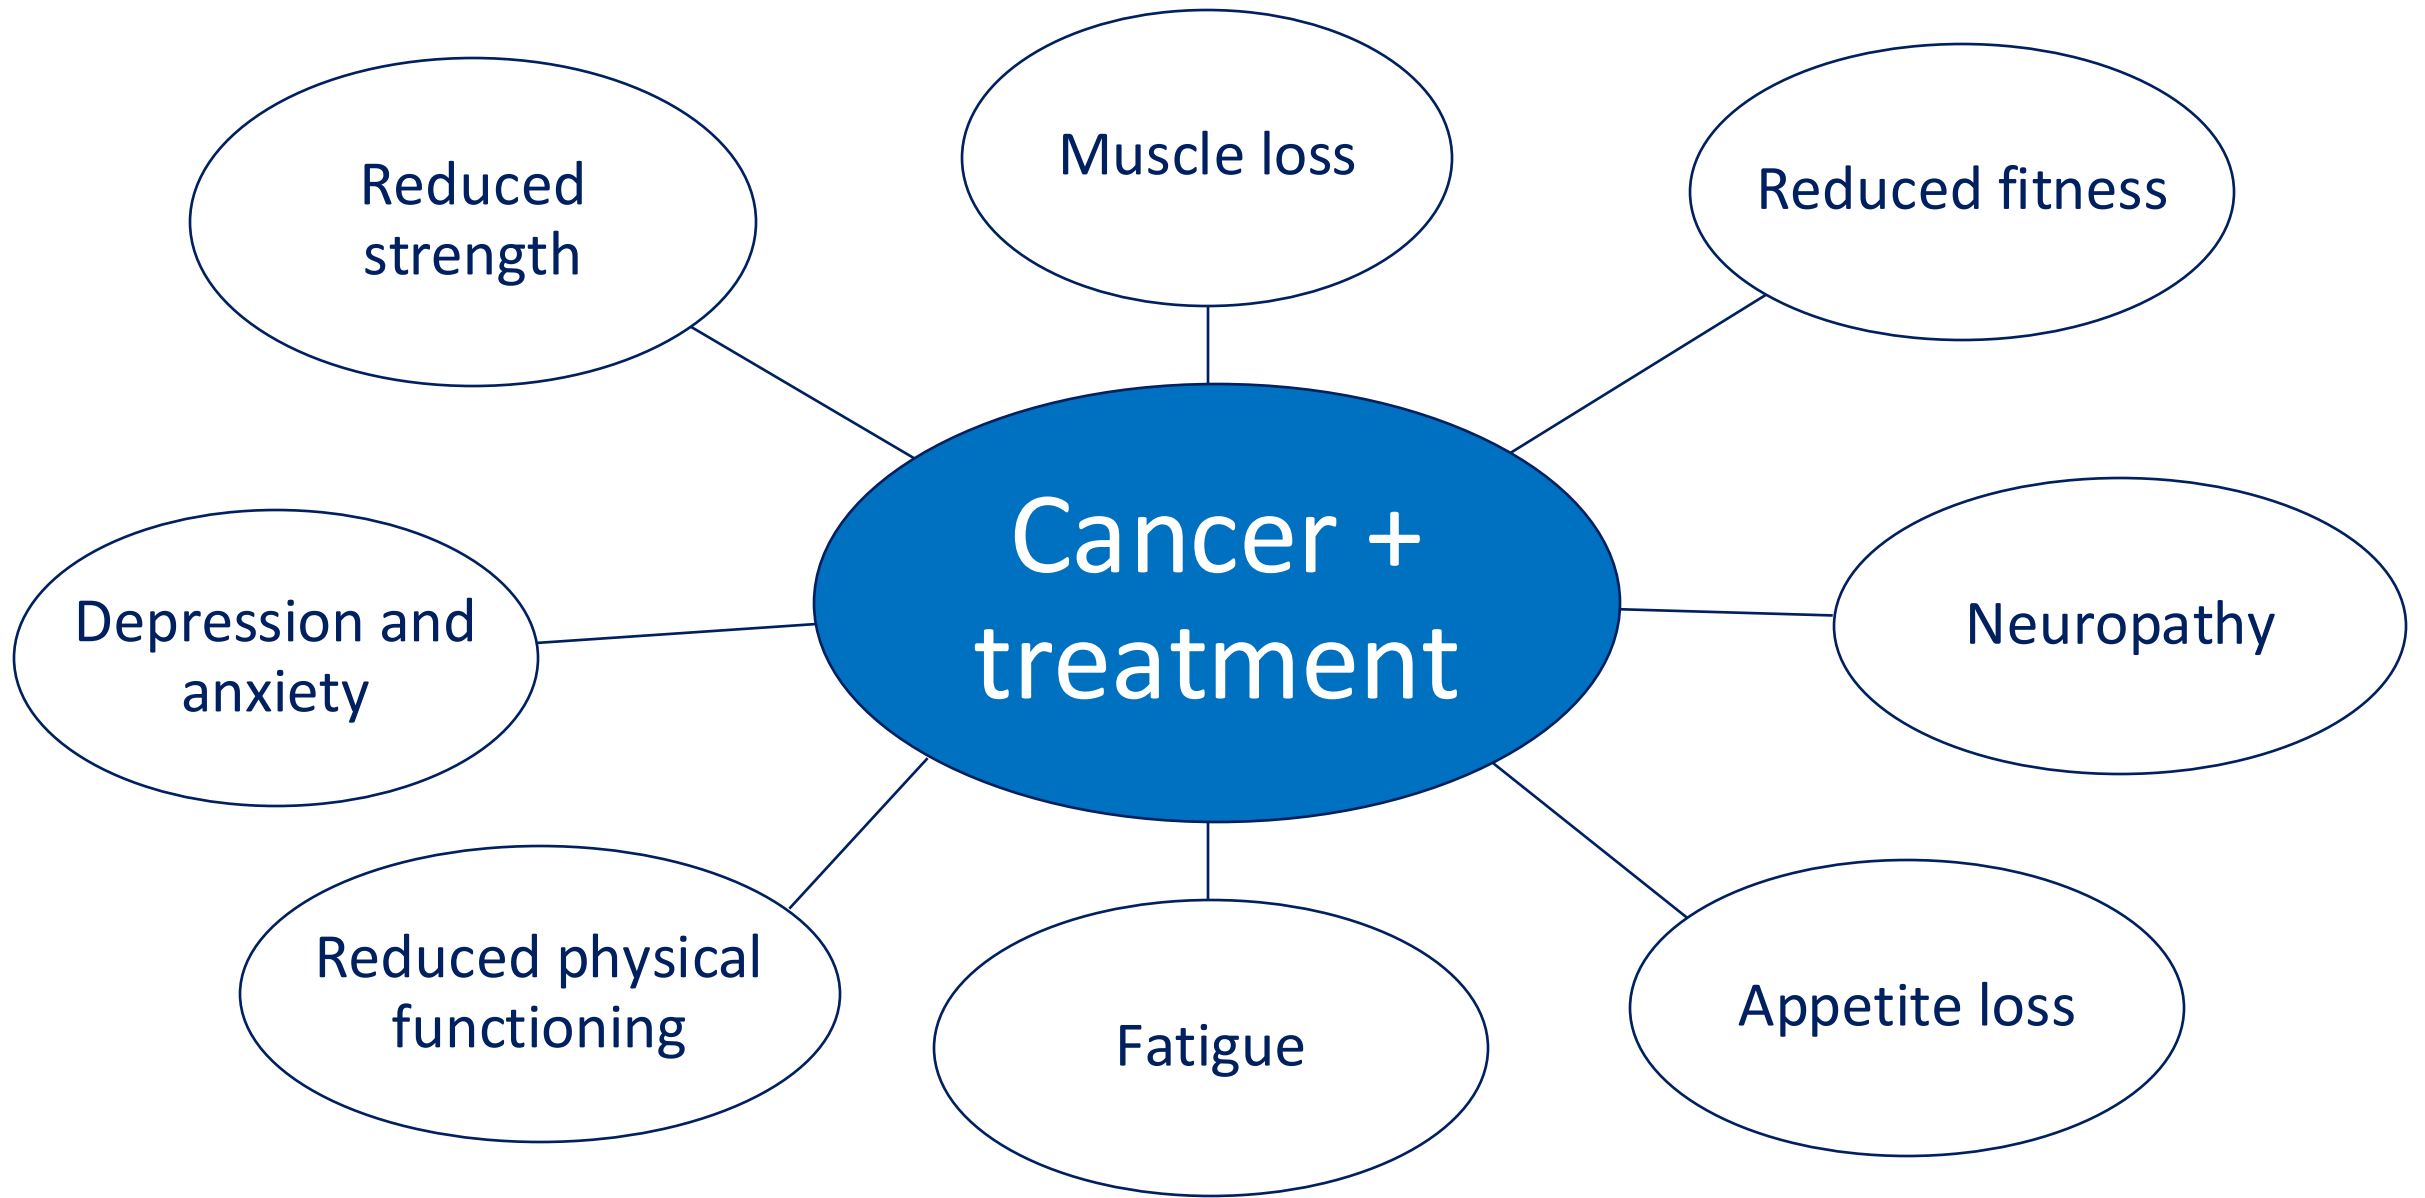 Muscle loss
Reduced fitness
Reduced
strength
Cancer +
treatment
Neuropathy
Depression and
anxiety
Reduced physical
functioning
Fatigue
Appetite loss